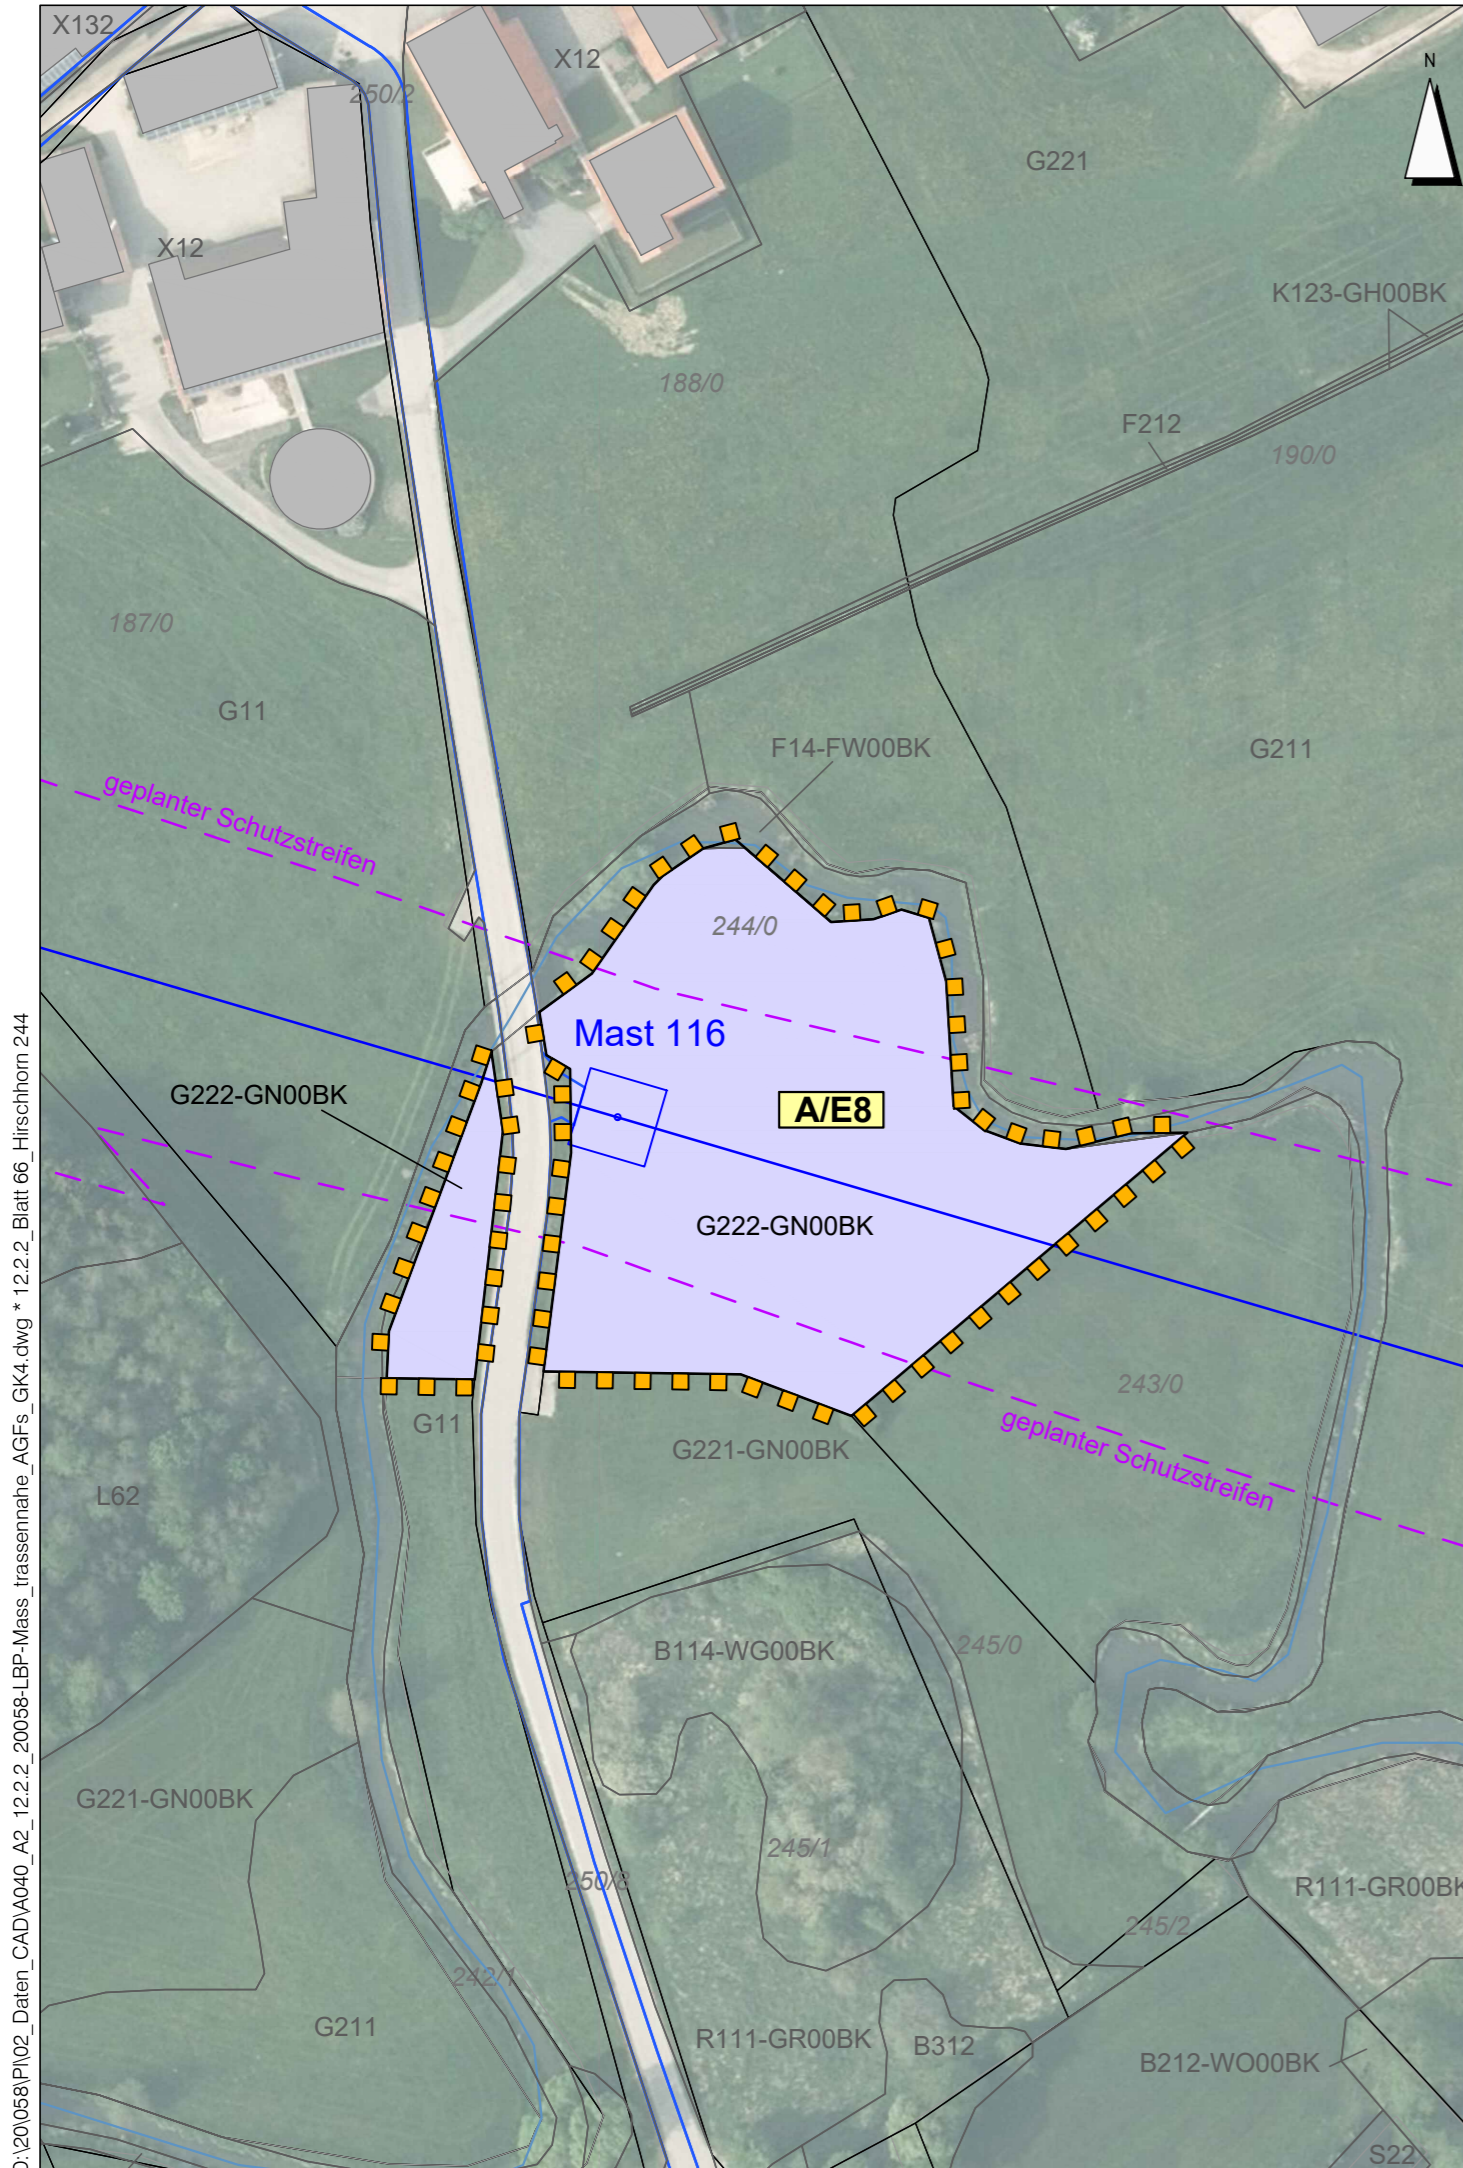 X132
X12
N
250/2
G221
X12
K123-GH00BK
188/0
F212
190/0
187/0
G11
F14-FW00BK
G211
geplanter Schutzstreifen
244/0
Mast 116
G222-GN00BK
A/E8
G222-GN00BK
243/0
G11
geplanter Schutzstreifen
G221-GN00BK
L62
B114-WG00BK
245/0
G221-GN00BK
245/1
250/8
R111-GR00BK
245/2
242/1
G211
R111-GR00BK
B312
B212-WO00BK
S22
D:\20\058\PI\02_Daten_CAD\A040_A2_12.2.2_20058-LBP-Mass_trassennahe_AGFs_GK4.dwg * 12.2.2_Blatt 66_Hirschhorn 244